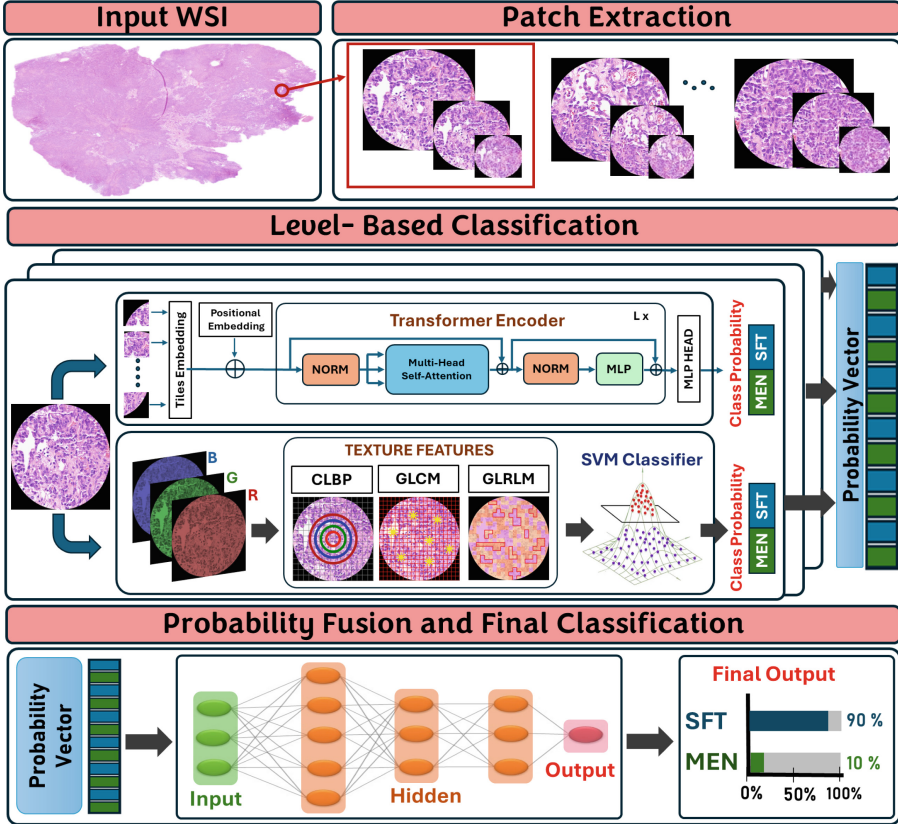 Input WSI
Patch Extraction
Level- Based Classification
Tiles Embedding
Positional
Embedding
Transformer Encoder
L x
NORM
Multi-Head
Self-Attention
NORM
MLP
MLP HEAD
Class Probability
SFT
MEN
Probability Vector
B
G
R
TEXTURE FEATURES
CLBP
GLCM
GLRLM
SVM Classifier
Class Probability
SFT
MEN
Probability Fusion and Final Classification
Probability
Vector
Input
Hidden
Output
Final Output
SFT
90 %
MEN
10 %
0%
50%
100%